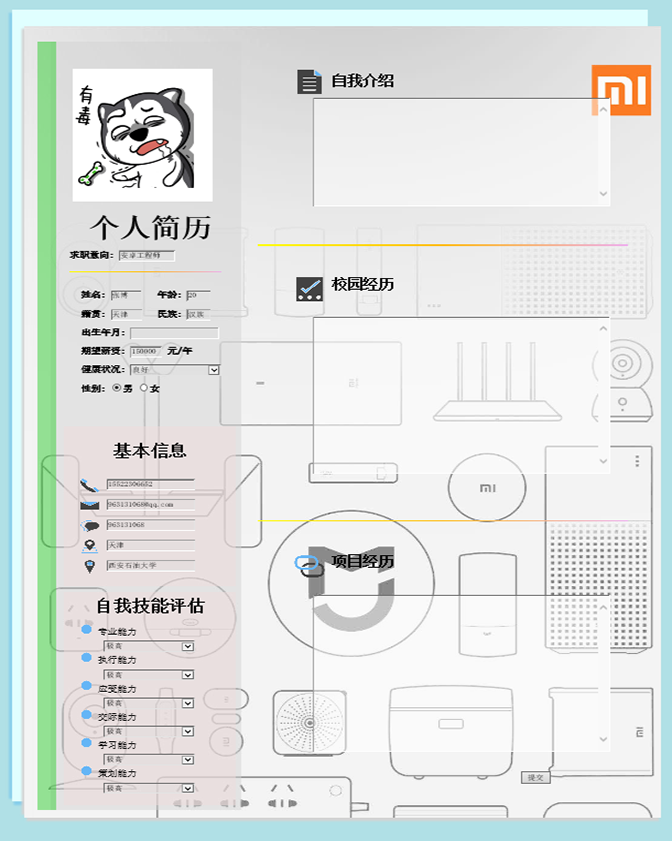 有毒
个人简历
求职意向： 安卓工程师
姓名： 张博 年龄： 20
籍贯： 天津 民族： 汉族
出生年月：
期望薪资： 150000 元/年
健康状况： 良好
性别： 男 女
基本信息
15522306652
963131068@qq.com
963131068
天津
西安石油大学
自我技能评估
专业能力
较高
执行能力
较高
应变能力
较高
交际能力
较高
学习能力
较高
策划能力
较高
自我介绍
校园经历
项目经历
提交